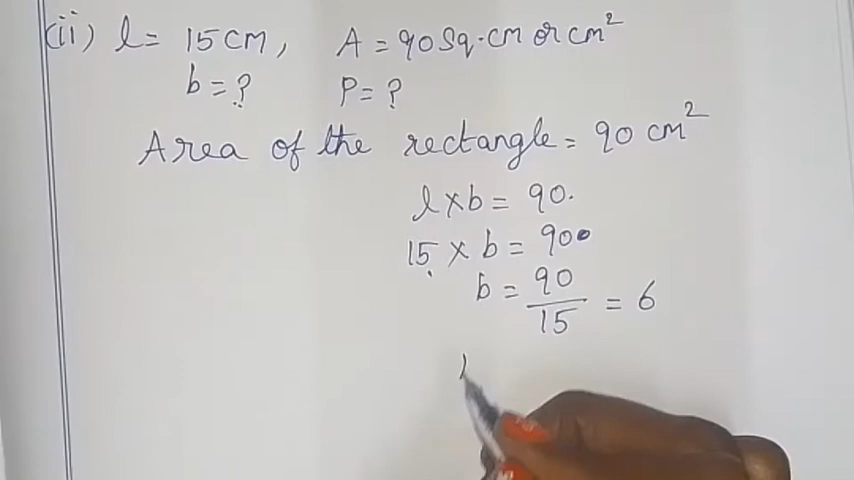 (ii) l = 15 cm, A = 90 Sq.cm or cm²
b = ? P = ?
Area of the rectangle = 90 cm²
l × b = 90.
15 × b = 90
b = 90/15 = 6